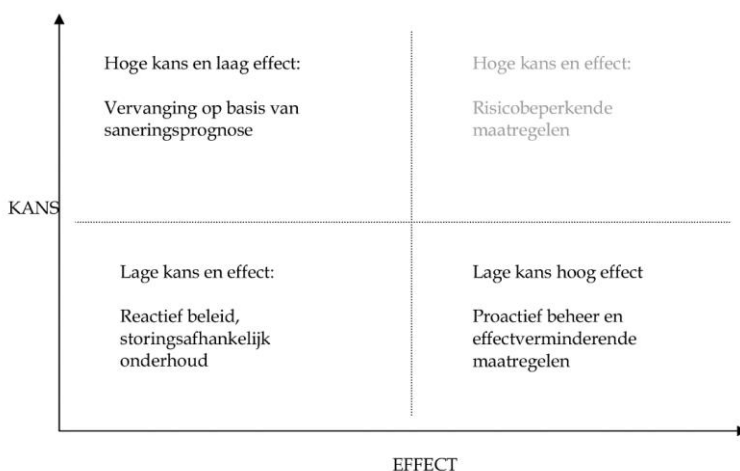 Hoge kans en laag effect:
Vervanging op basis van
saneringsprognose
Hoge kans en effect:
Risicobeperkende
maatregelen
KANS
Lage kans en effect:
Reactief beleid,
storingsafhankelijk
onderhoud
Lage kans hoog effect
Proactief beheer en
effectverminderende
maatregelen
EFFECT